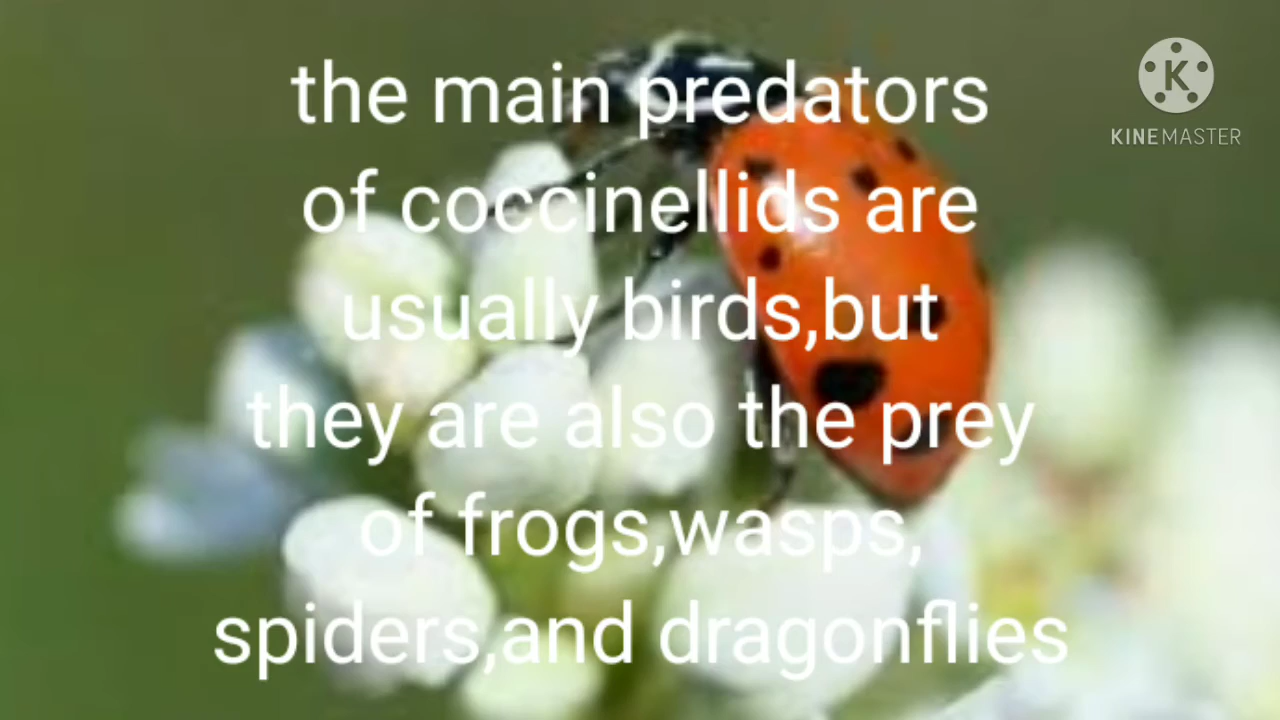 the main predators
of coccinellids are
usually birds,but
they are also the prey
of frogs,wasps,
spiders,and dragonflies
K
KINEMASTER